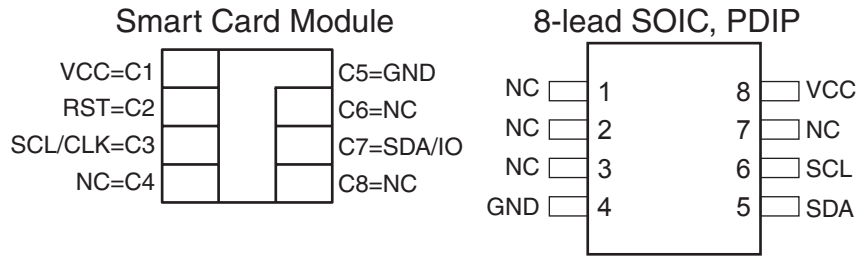 Smart Card Module
VCC=C1
RST=C2
SCL/CLK=C3
NC=C4
C5=GND
C6=NC
C7=SDA/IO
C8=NC
8-lead SOIC, PDIP
NC 1 8 VCC
NC 2 7 NC
NC 3 6 SCL
GND 4 5 SDA